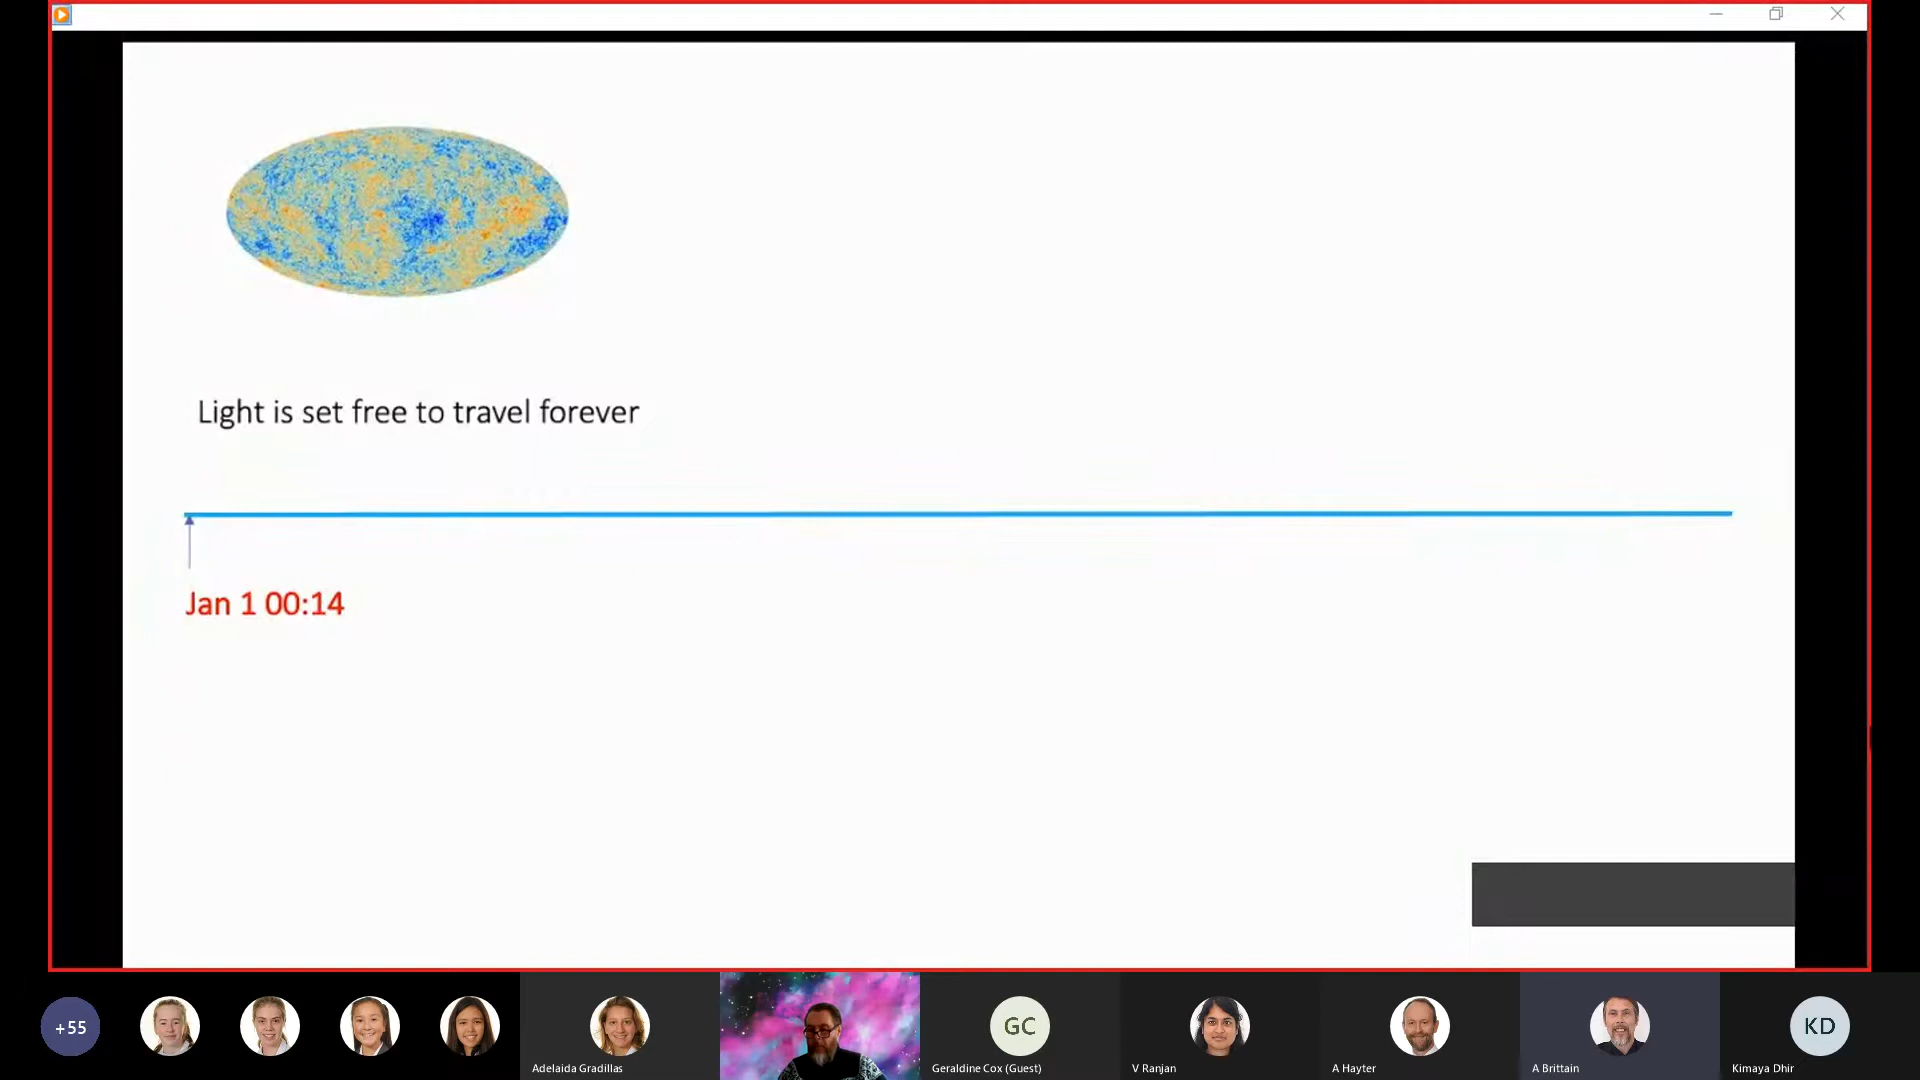 Light is set free to travel forever
Jan 1 00:14
+55
Adelaida Gradillas
GC
Geraldine Cox (Guest)
V Ranjan
A Hayter
A Brittain
KD
Kimaya Dhir